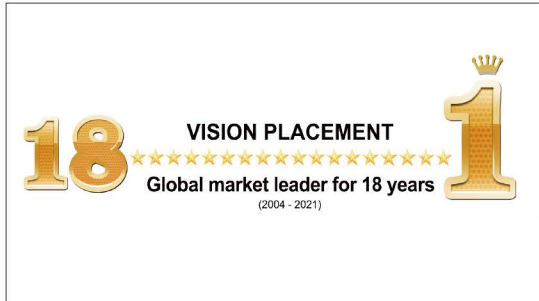 18
VISION PLACEMENT
Global market leader for 18 years
(2004 - 2021)
1